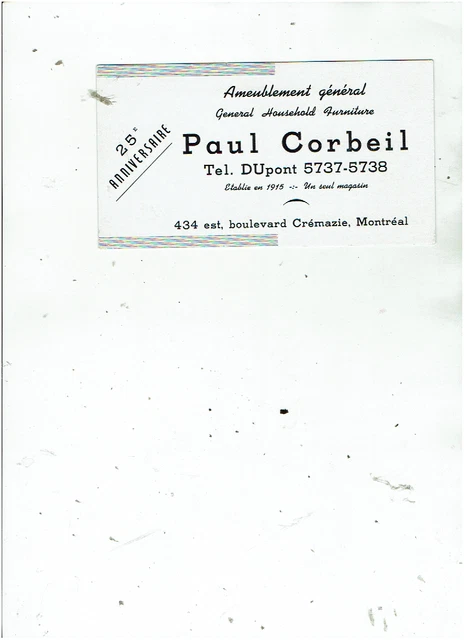 25e
ANNIVERSAIRE
Ameublement général
General Household Furniture
Paul Corbeil
Tel. DUpont 5737-5738
Etablie en 1915 -:- Un seul magasin
434 est, boulevard Crémazie, Montréal